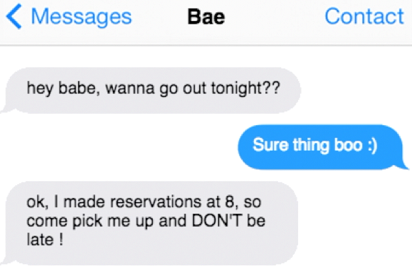 Messages Bae Contact
hey babe, wanna go out tonight??
Sure thing boo :)
ok, I made reservations at 8, so
come pick me up and DON'T be
late !